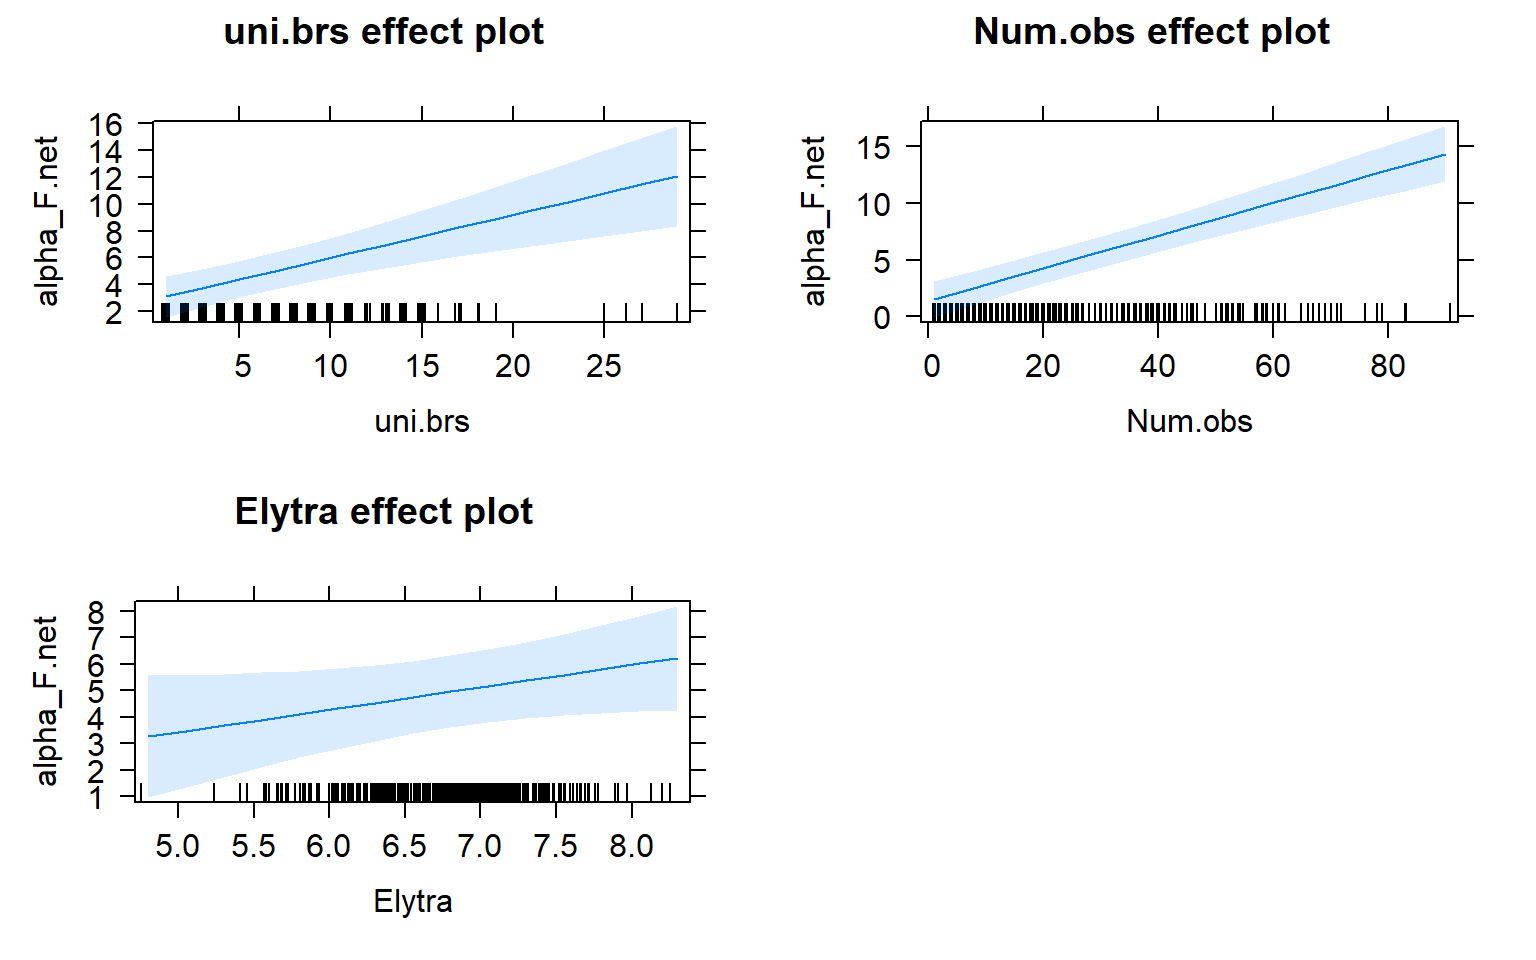 uni.brs effect plot
alpha_F.net
16
14
12
10
8
6
4
2
5 10 15 20 25
uni.brs
Num.obs effect plot
alpha_F.net
15
10
5
0
0 20 40 60 80
Num.obs
Elytra effect plot
alpha_F.net
8
7
6
5
4
3
2
1
5.0 5.5 6.0 6.5 7.0 7.5 8.0
Elytra